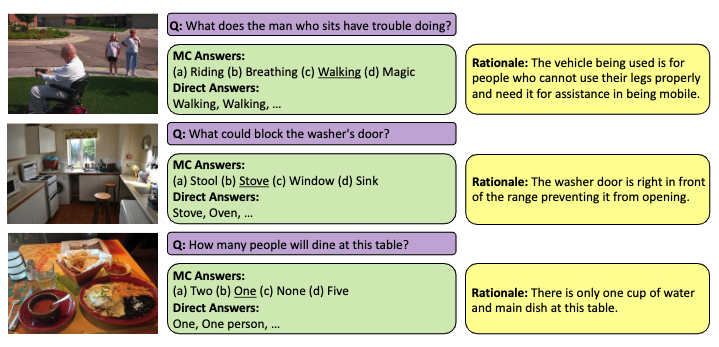 Q: What does the man who sits have trouble doing?
MC Answers:
(a) Riding (b) Breathing (c) Walking (d) Magic
Direct Answers:
Walking, Walking, …
Rationale: The vehicle being used is for
people who cannot use their legs properly
and need it for assistance in being mobile.
Q: What could block the washer's door?
MC Answers:
(a) Stool (b) Stove (c) Window (d) Sink
Direct Answers:
Stove, Oven, …
Rationale: The washer door is right in front
of the range preventing it from opening.
Q: How many people will dine at this table?
MC Answers:
(a) Two (b) One (c) None (d) Five
Direct Answers:
One, One person, …
Rationale: There is only one cup of water
and main dish at this table.